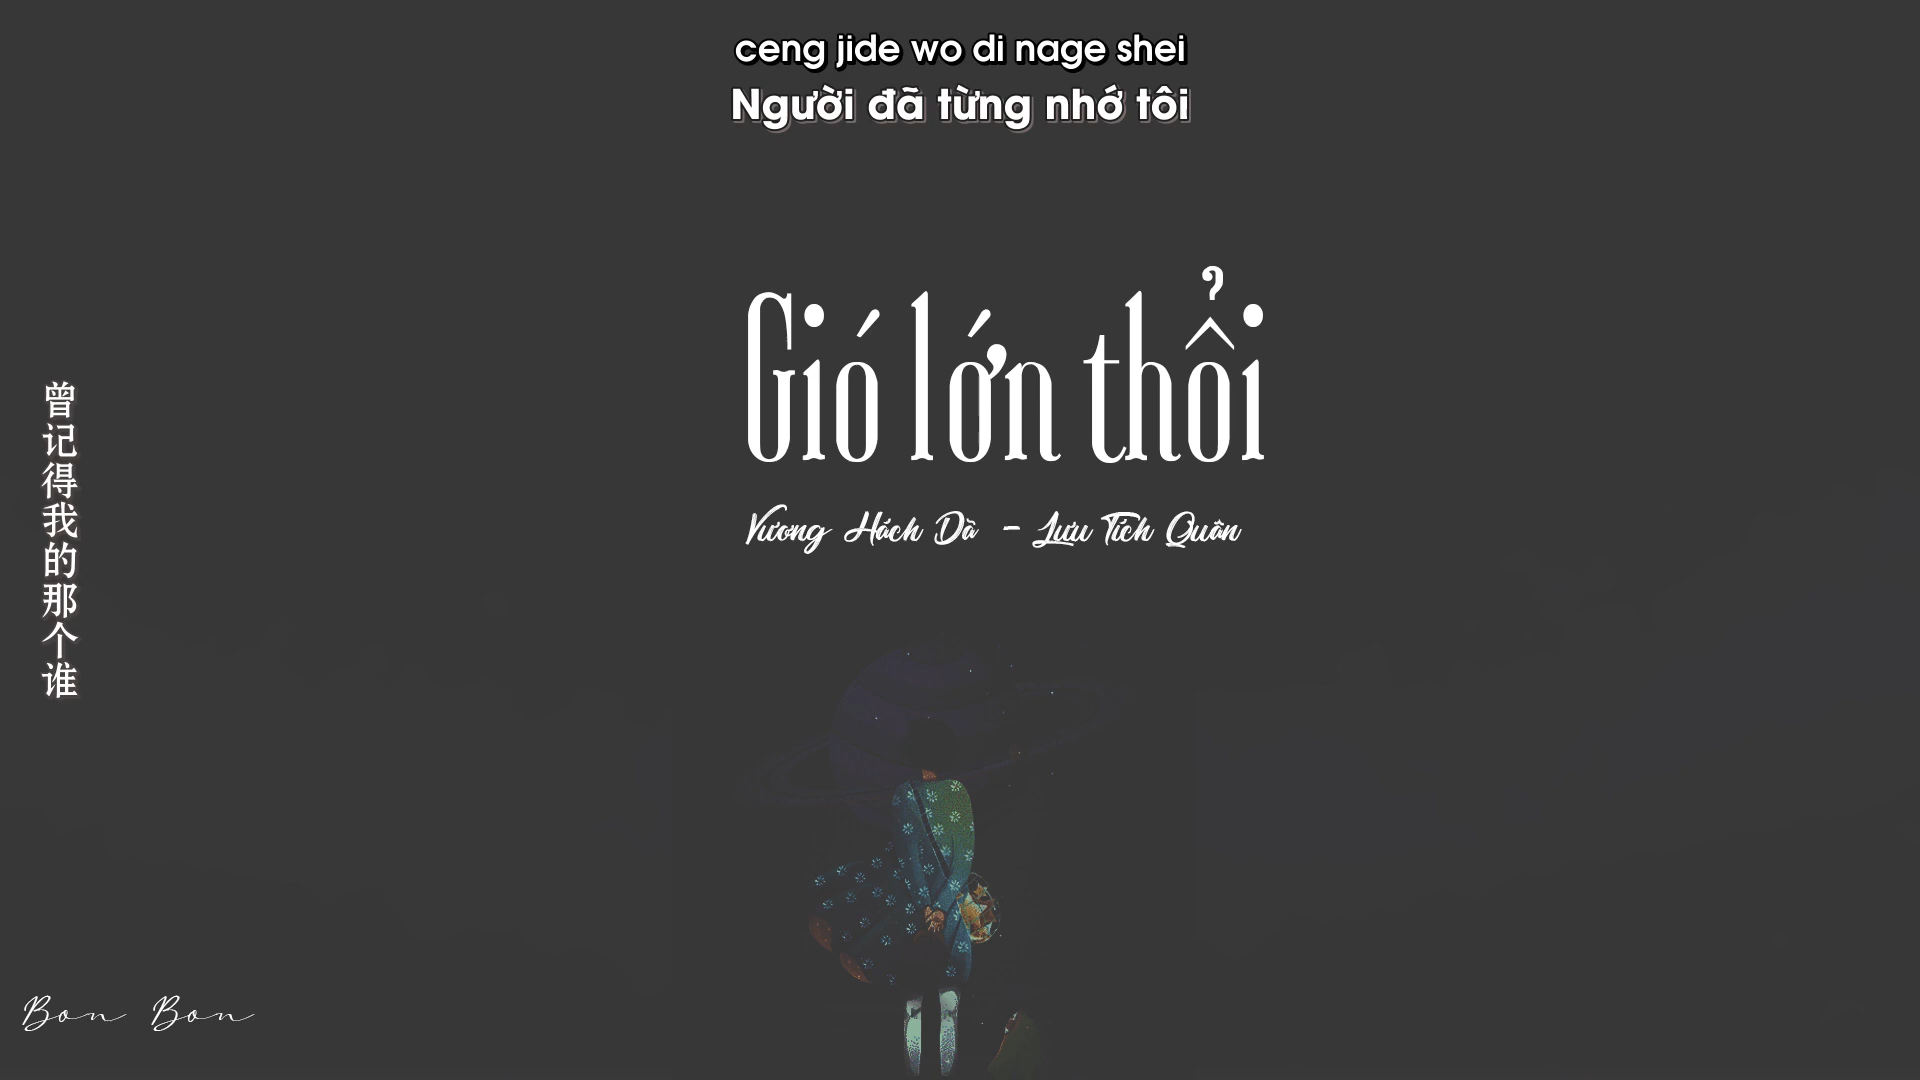 ceng jide wo di nage shei
Người đã từng nhớ tôi
Gió lớn thổi
Vương Hách Dã - Lưu Tích Quân
曾记得我的那个谁
Bon Bon